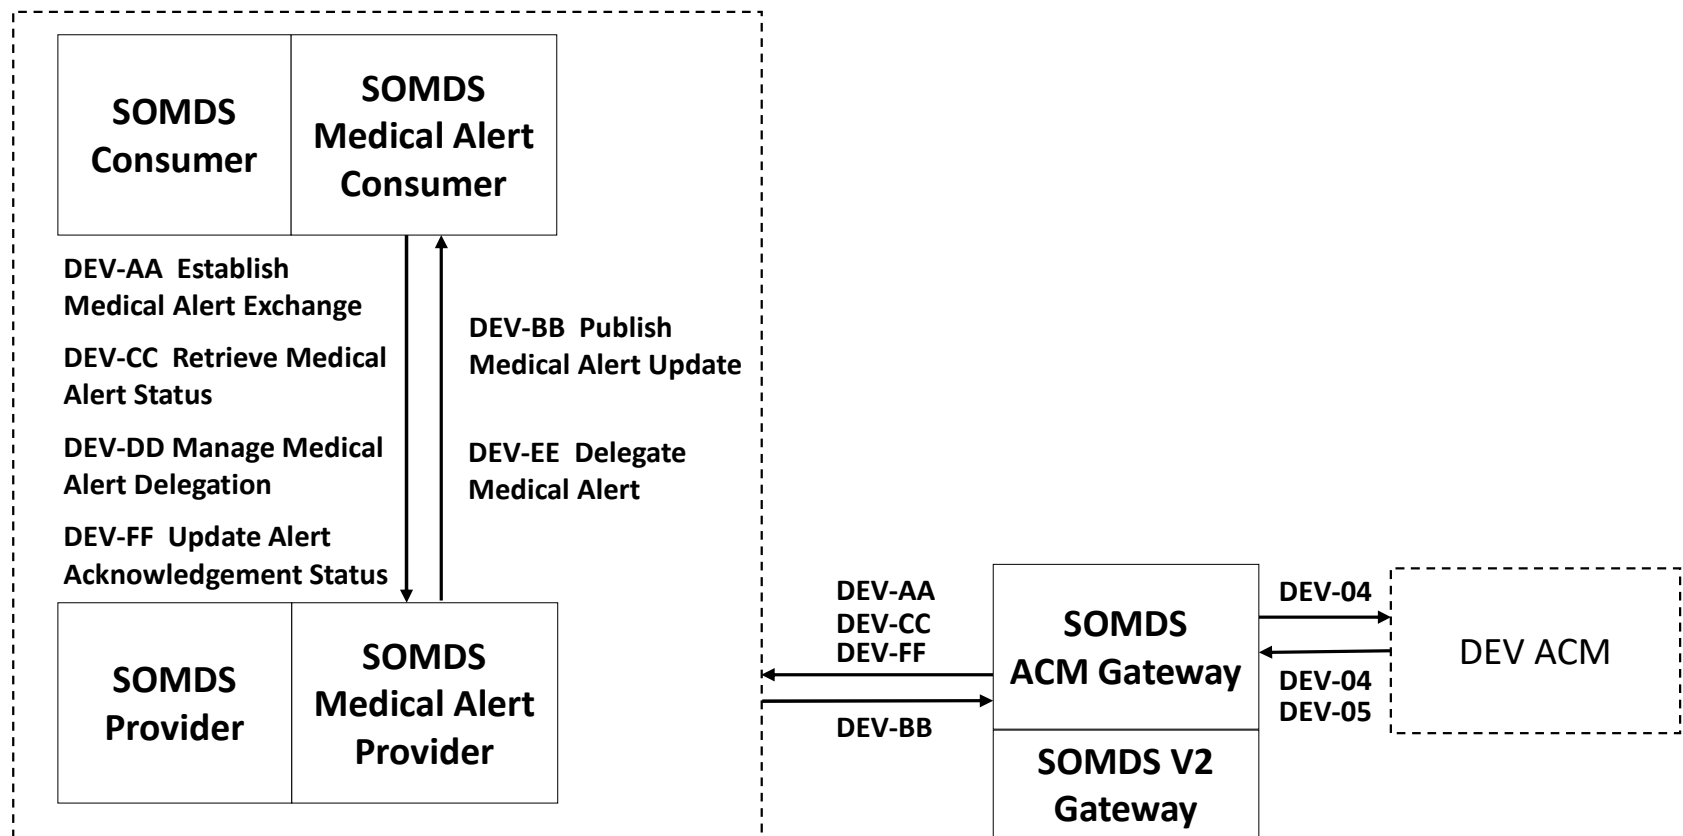 SOMDS
Consumer
SOMDS
Medical Alert
Consumer
DEV-AA  Establish
Medical Alert Exchange
DEV-CC  Retrieve Medical
Alert Status
DEV-DD Manage Medical
Alert Delegation
DEV-FF  Update Alert
Acknowledgement Status
DEV-BB  Publish
Medical Alert Update
DEV-EE  Delegate
Medical Alert
SOMDS
Provider
SOMDS
Medical Alert
Provider
DEV-AA
DEV-CC
DEV-FF
DEV-BB
SOMDS
ACM Gateway
SOMDS V2
Gateway
DEV-04
DEV-04
DEV-05
DEV ACM